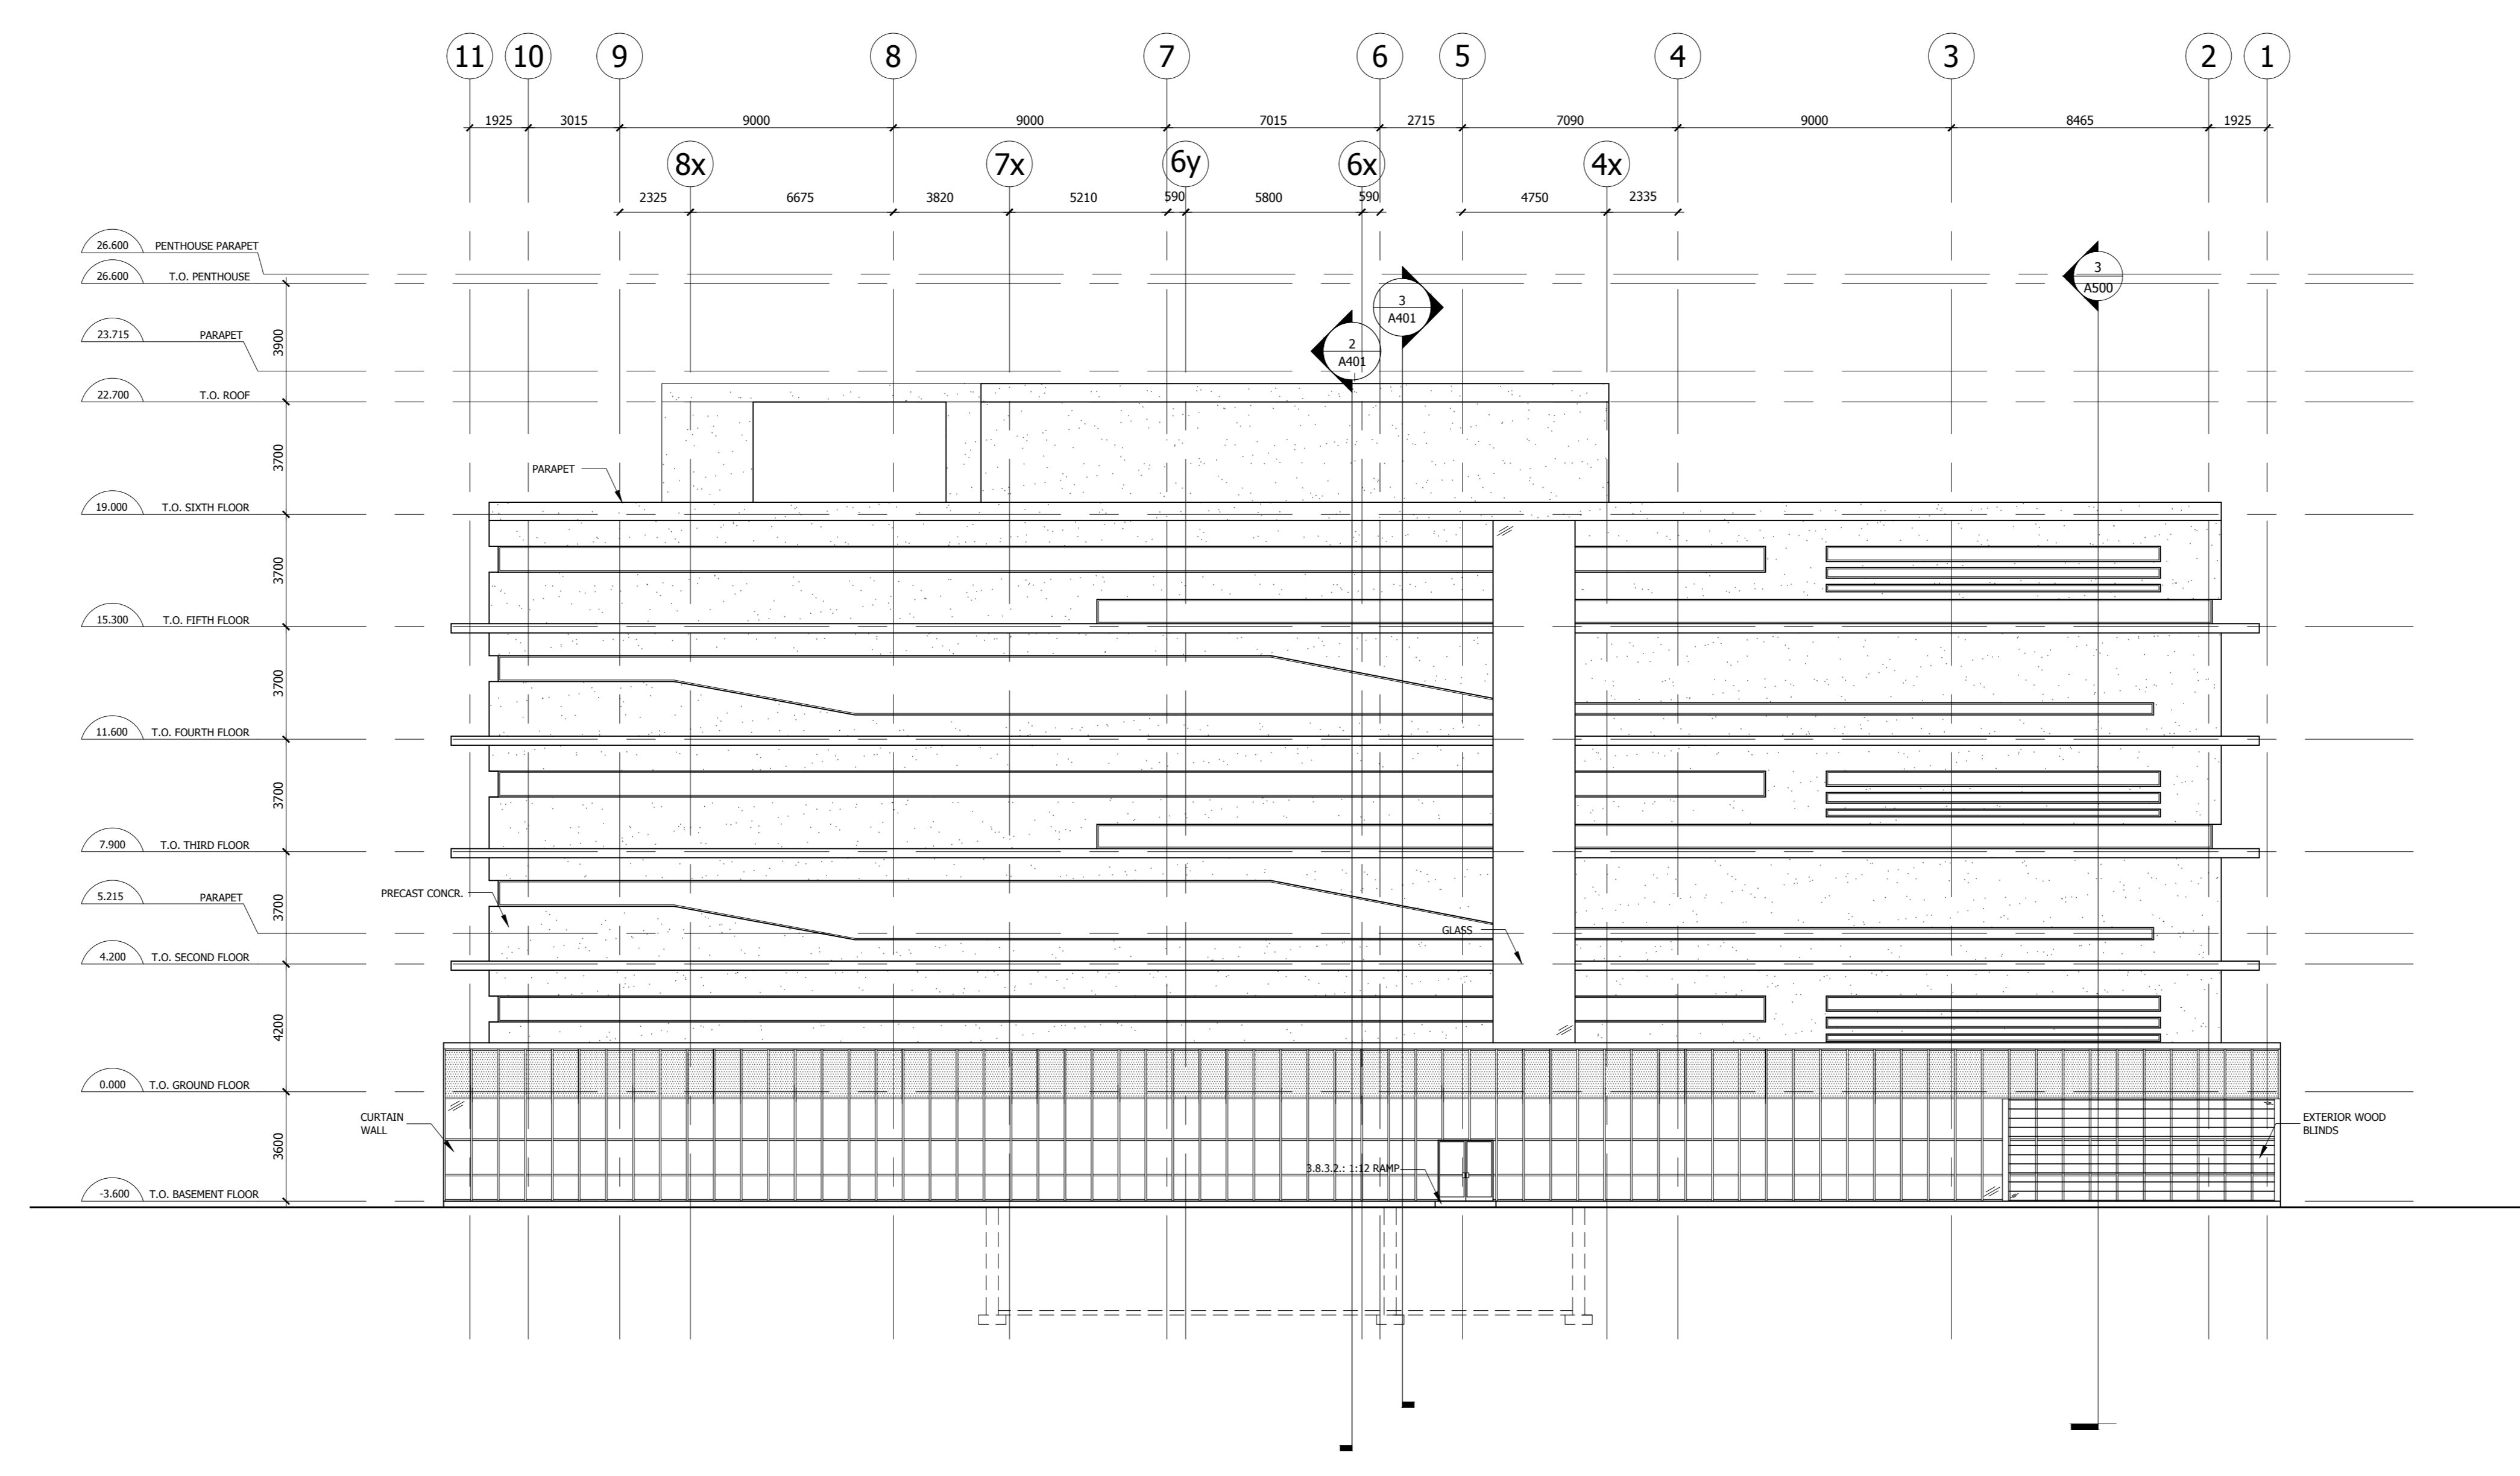 11 10 9 8 7 6 5 4 3 2 1
1925 3015 9000 9000 7015 2715 7090 9000 8465 1925
8x 7x 6y 6x 4x
2325 6675 3820 5210 590 5800 590 4750 2335
26.600 PENTHOUSE PARAPET
26.600 T.O. PENTHOUSE
3
A500
3
A401
23.715 PARAPET
3900
2
A401
22.700 T.O. ROOF
3700
PARAPET
19.000 T.O. SIXTH FLOOR
3700
15.300 T.O. FIFTH FLOOR
3700
11.600 T.O. FOURTH FLOOR
3700
7.900 T.O. THIRD FLOOR
PRECAST CONCR.
5.215 PARAPET
3700
GLASS
4.200 T.O. SECOND FLOOR
4200
0.000 T.O. GROUND FLOOR
CURTAIN
WALL
EXTERIOR WOOD
BLINDS
3600
3.8.3.2.: 1:12 RAMP
-3.600 T.O. BASEMENT FLOOR